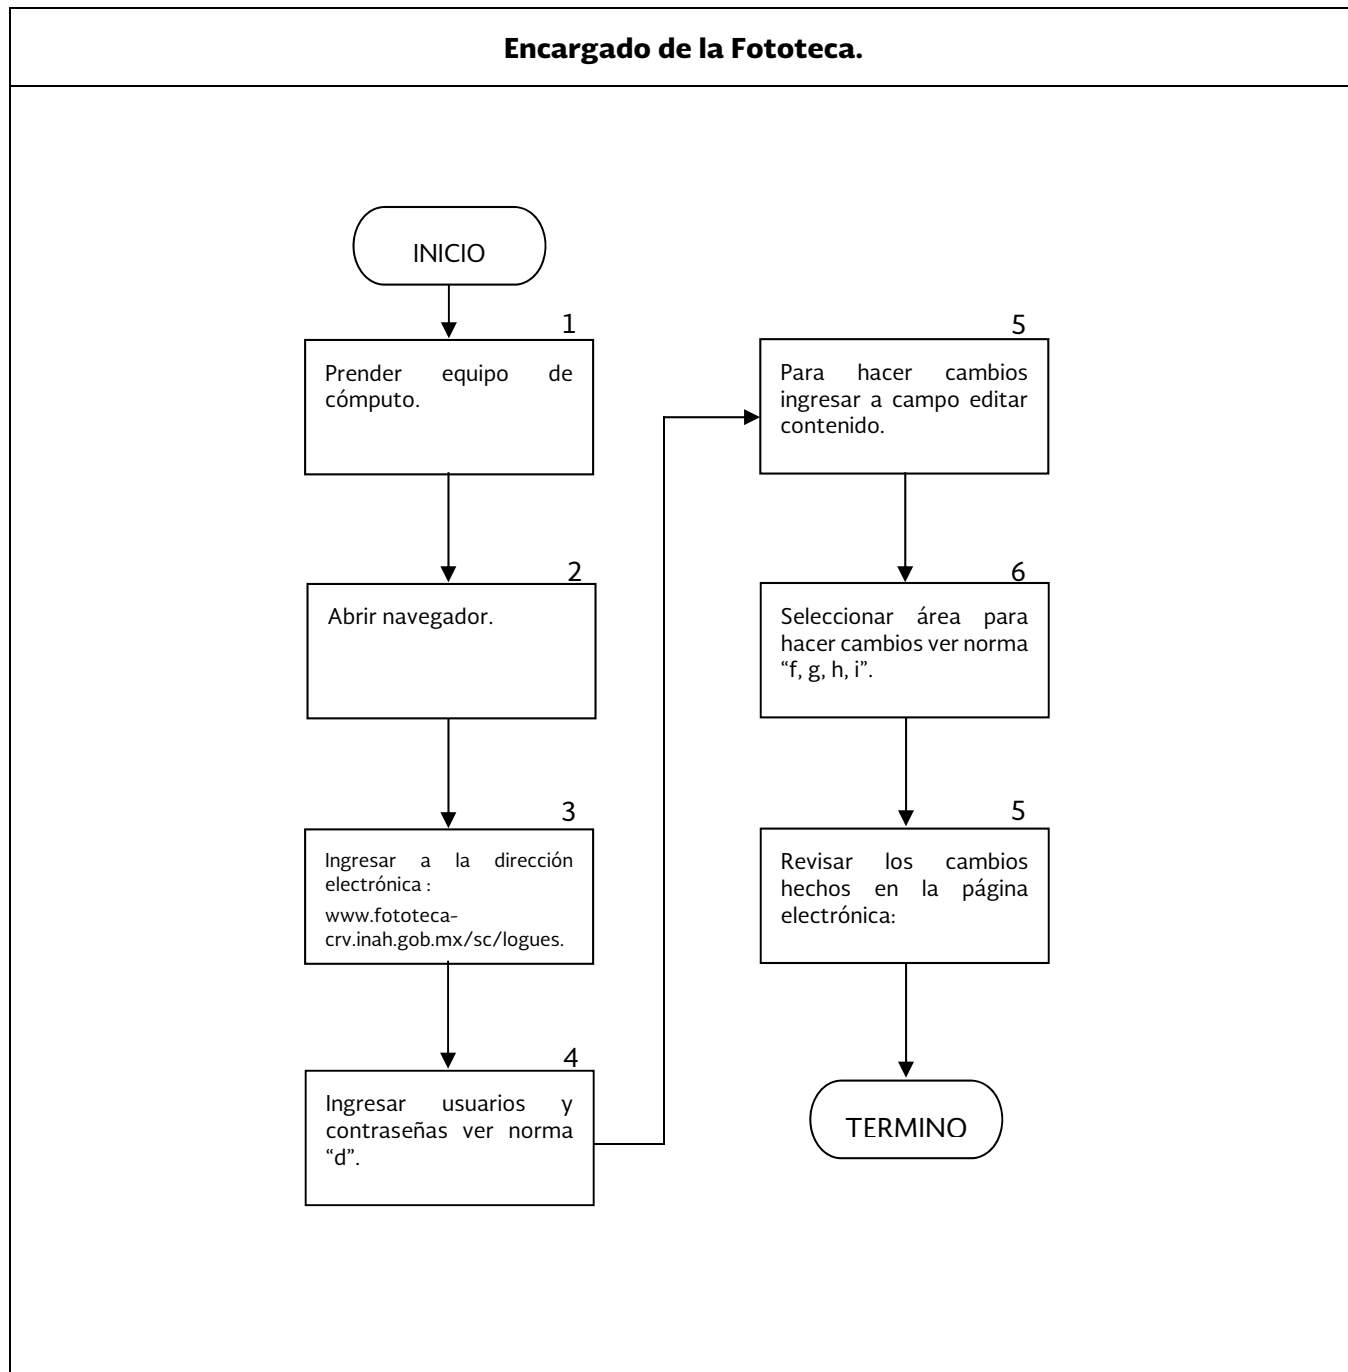 Encargado de la Fototeca.
INICIO
1
Prender equipo de
cómputo.
2
Abrir navegador.
3
Ingresar a la dirección
electrónica :
www.fototeca-
crv.inah.gob.mx/sc/logues.
4
Ingresar usuarios y
contraseñas ver norma
“d”.
5
Para hacer cambios
ingresar a campo editar
contenido.
6
Seleccionar área para
hacer cambios ver norma
“f, g, h, i”.
5
Revisar los cambios
hechos en la página
electrónica:
TERMINO